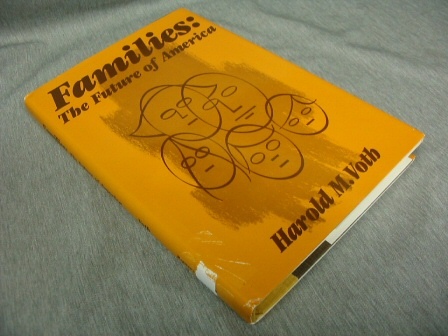 Families:
The Future of America
Harold M. Voth